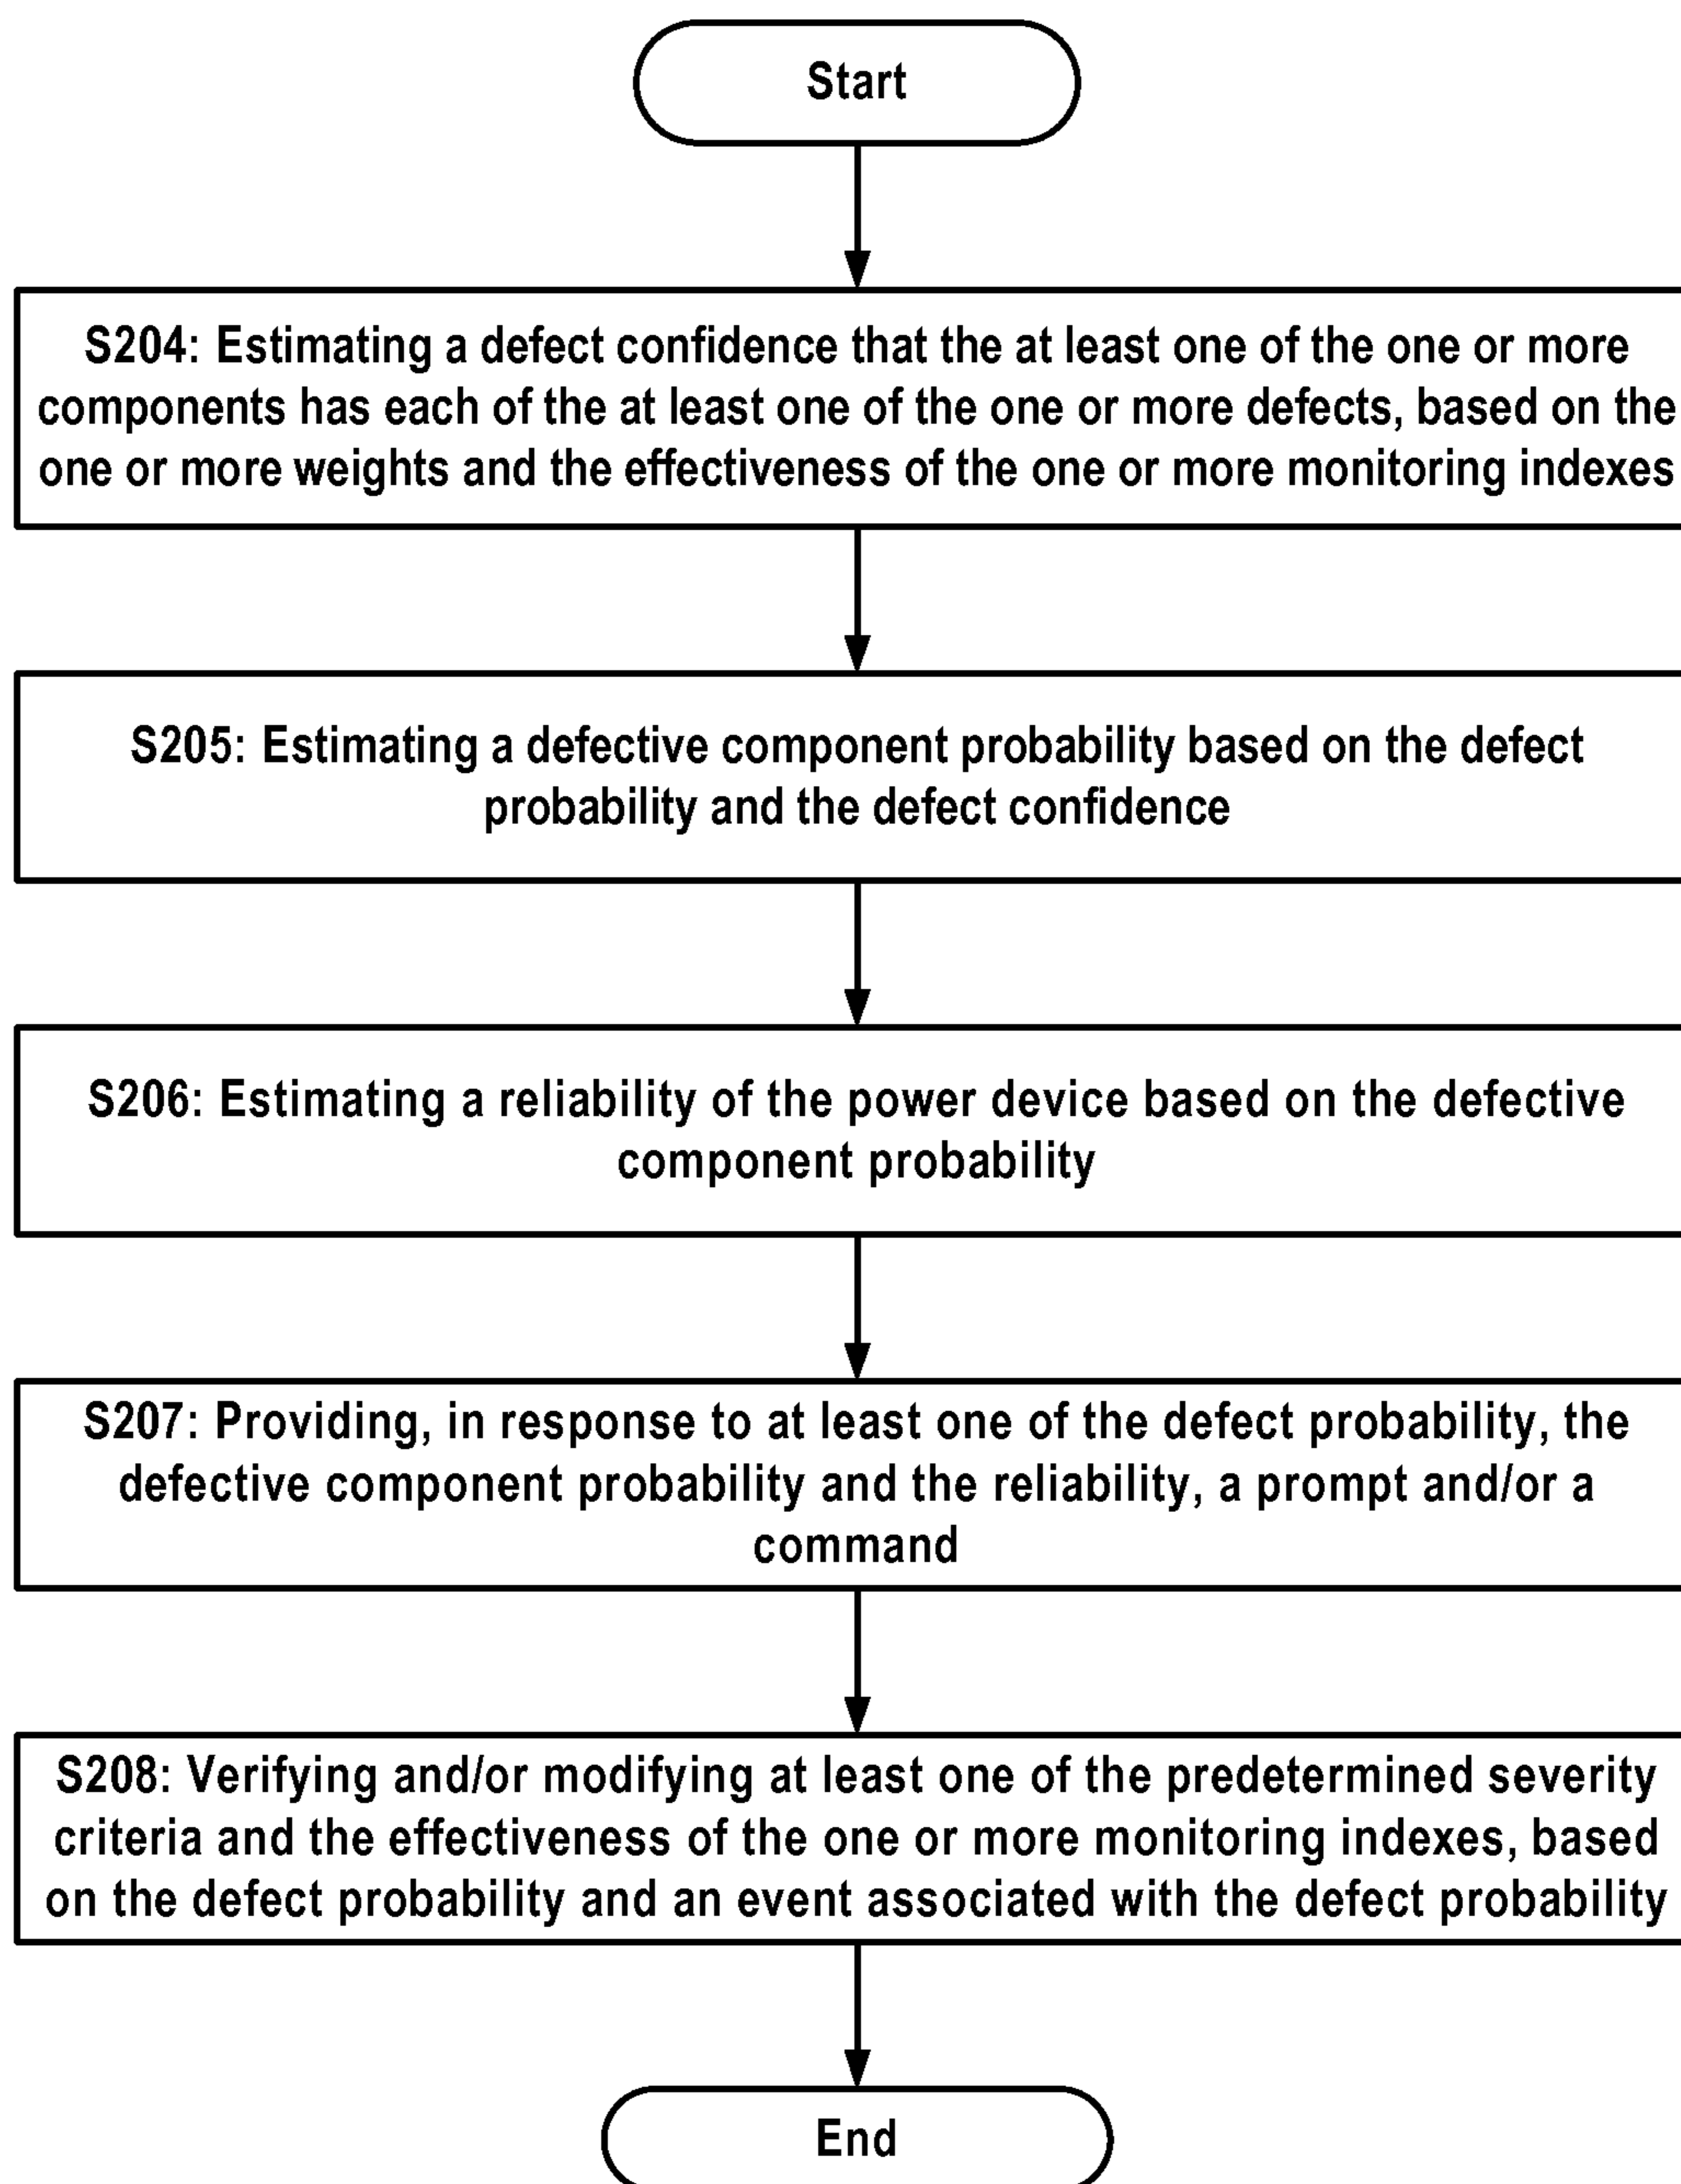 Start
S204: Estimating a defect confidence that the at least one of the one or more
components has each of the at least one of the one or more defects, based on the
one or more weights and the effectiveness of the one or more monitoring indexes
S205: Estimating a defective component probability based on the defect
probability and the defect confidence
S206: Estimating a reliability of the power device based on the defective
component probability
S207: Providing, in response to at least one of the defect probability, the
defective component probability and the reliability, a prompt and/or a
command
S208: Verifying and/or modifying at least one of the predetermined severity
criteria and the effectiveness of the one or more monitoring indexes, based
on the defect probability and an event associated with the defect probability
End